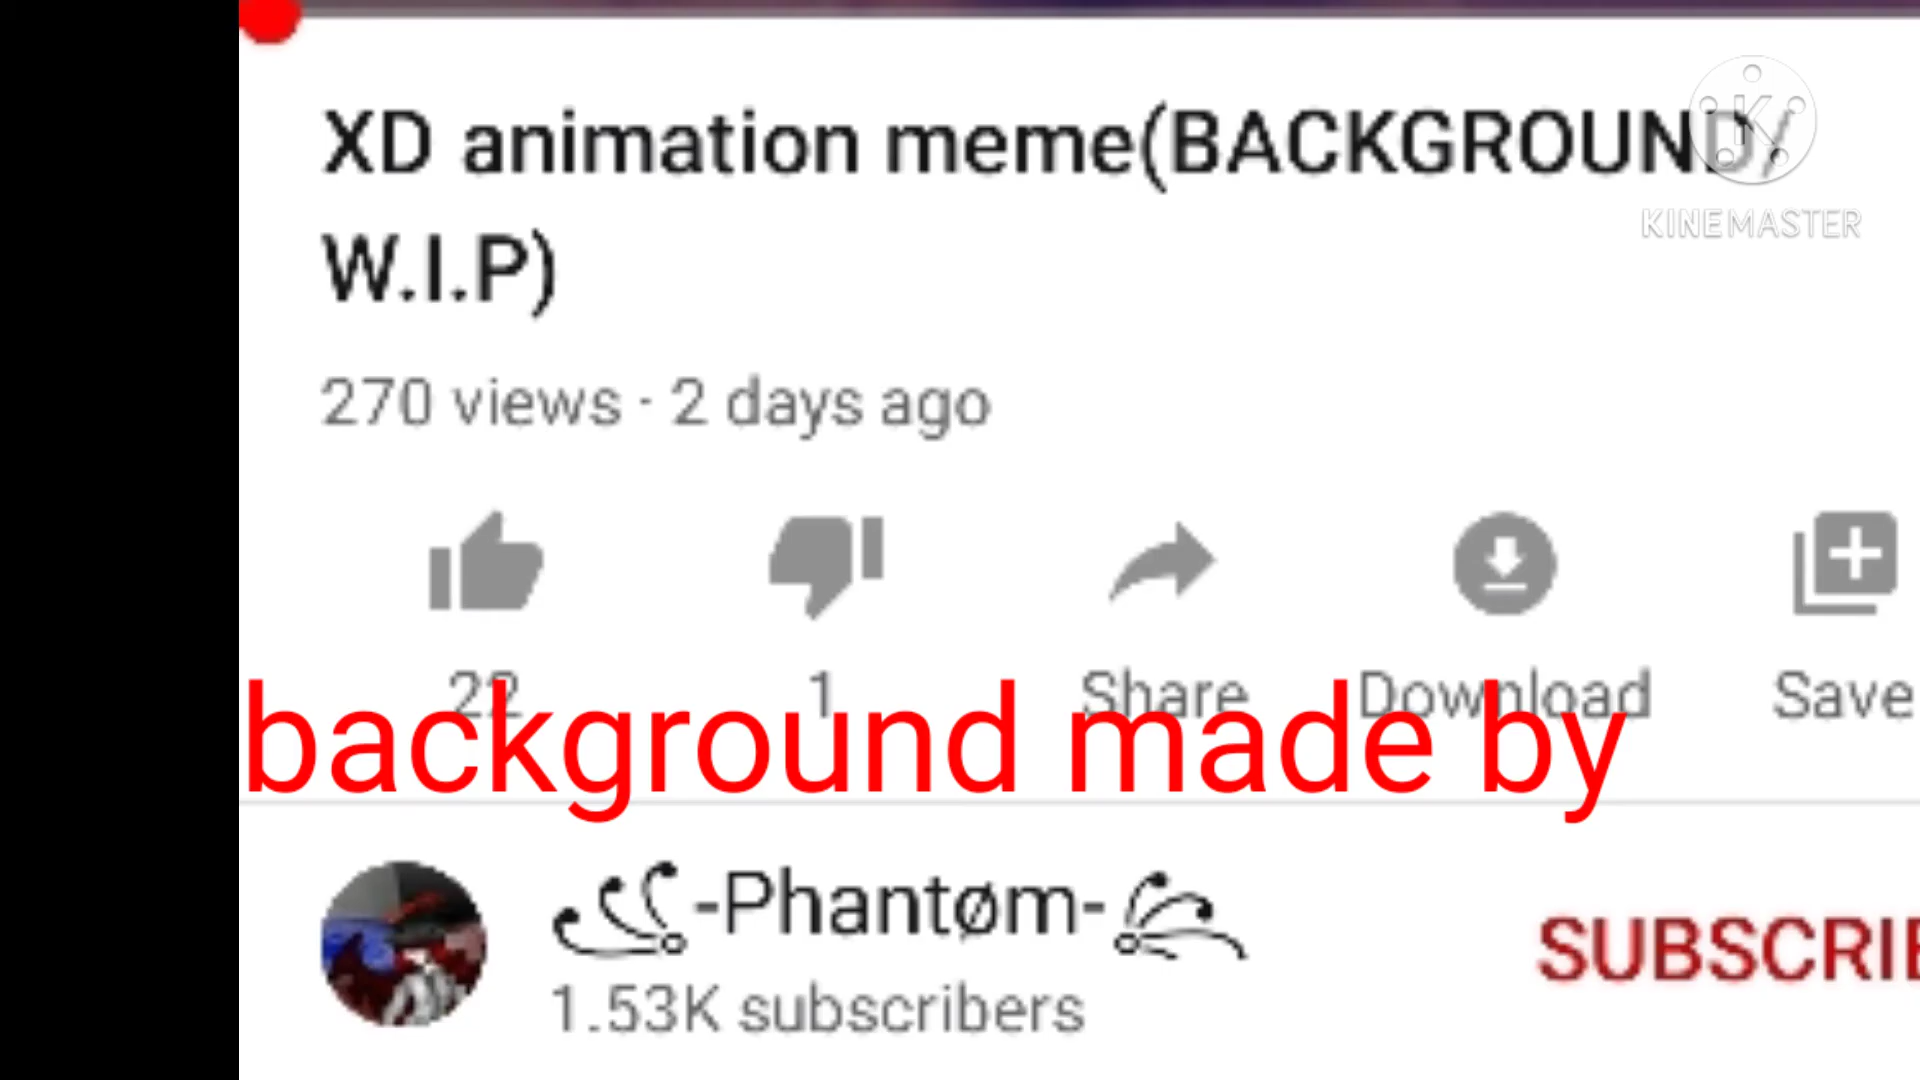 XD animation meme(BACKGROUND/
W.I.P)
KINEMASTER
270 views · 2 days ago
22
1
Share
Download
Save
background made by
-Phantøm-
1.53K subscribers